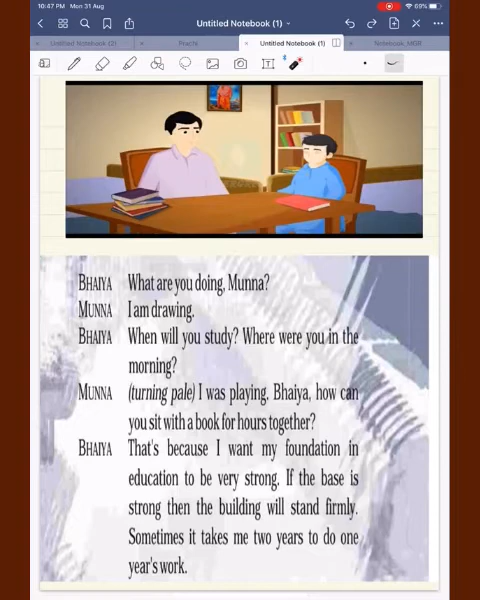 10:47 PM Mon 31 Aug
69%
Untitled Notebook (1)
Untitled Notebook (2)
Prachi
Untitled Notebook (1)
Notebook, MGR
BHAIYA What are you doing, Munna?
MUNNA I am drawing.
BHAIYA When will you study? Where were you in the
morning?
MUNNA (turning pale) I was playing. Bhaiya, how can
you sit with a book for hours together?
BHAIYA That's because I want my foundation in
education to be very strong. If the base is
strong then the building will stand firmly.
Sometimes it takes me two years to do one
year's work.